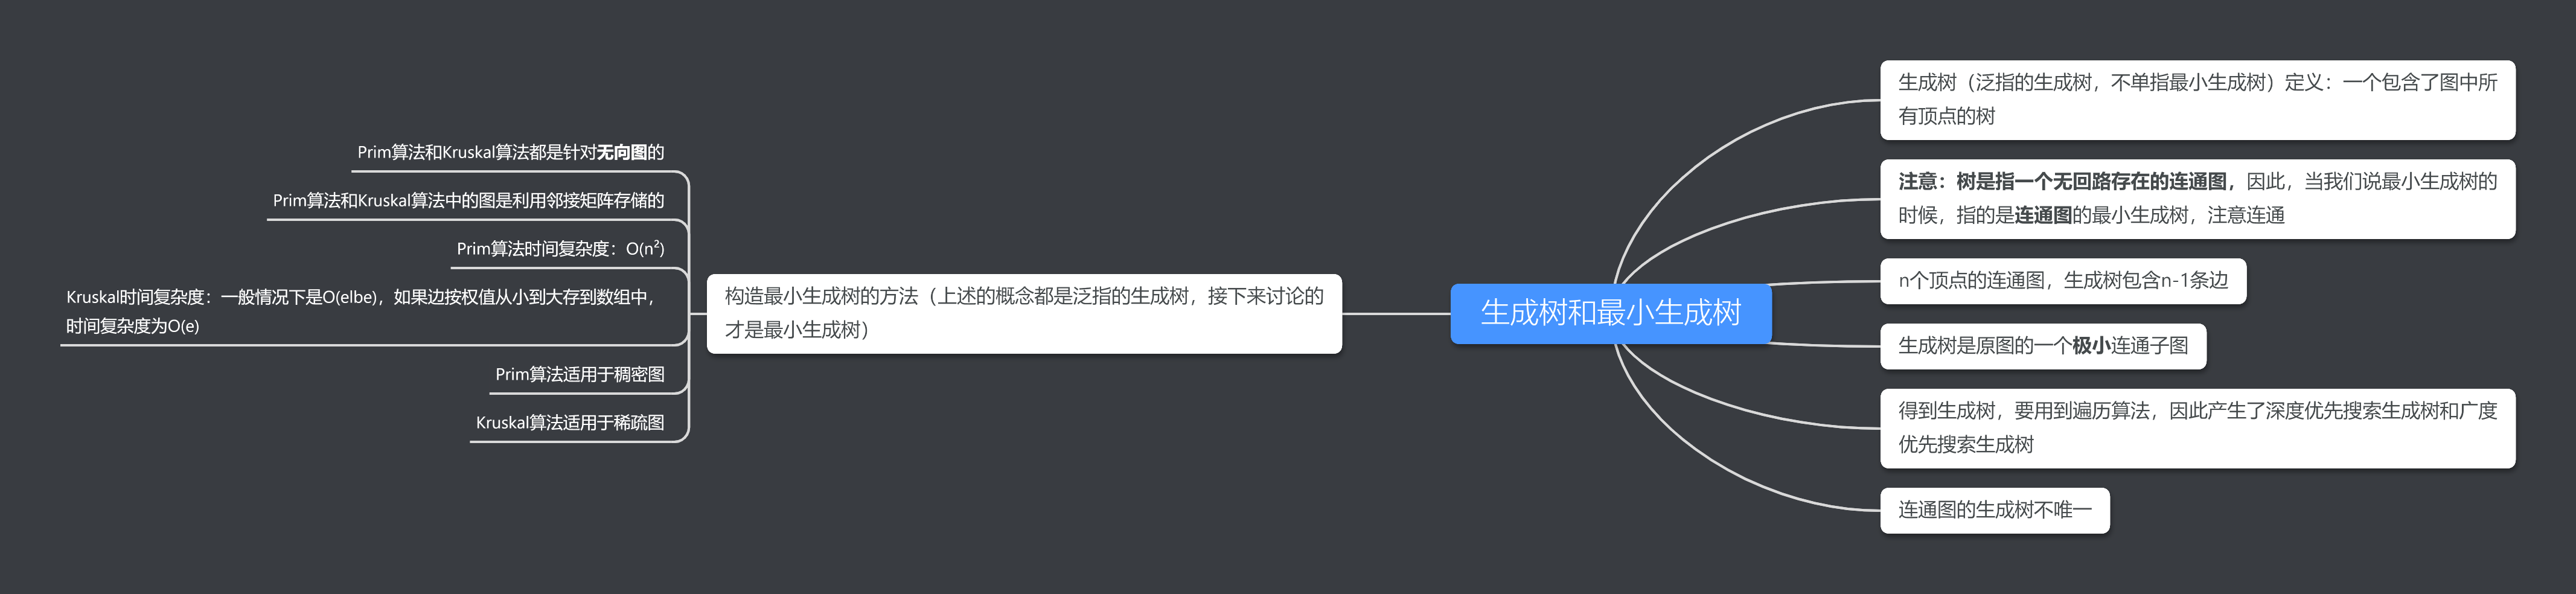 生成树和最小生成树
生成树（泛指的生成树，不单指最小生成树）定义：一个包含了图中所
有顶点的树
注意：树是指一个无回路存在的连通图，因此，当我们说最小生成树的
时候，指的是连通图的最小生成树，注意连通
n个顶点的连通图，生成树包含n-1条边
生成树是原图的一个极小连通子图
得到生成树，要用到遍历算法，因此产生了深度优先搜索生成树和广度
优先搜索生成树
连通图的生成树不唯一
构造最小生成树的方法（上述的概念都是泛指的生成树，接下来讨论的
才是最小生成树）
Prim算法和Kruskal算法都是针对无向图的
Prim算法和Kruskal算法中的图是利用邻接矩阵存储的
Prim算法时间复杂度：O(n²)
Kruskal时间复杂度：一般情况下是O(elbe)，如果边按权值从小到大存到数组中，
时间复杂度为O(e)
Prim算法适用于稠密图
Kruskal算法适用于稀疏图